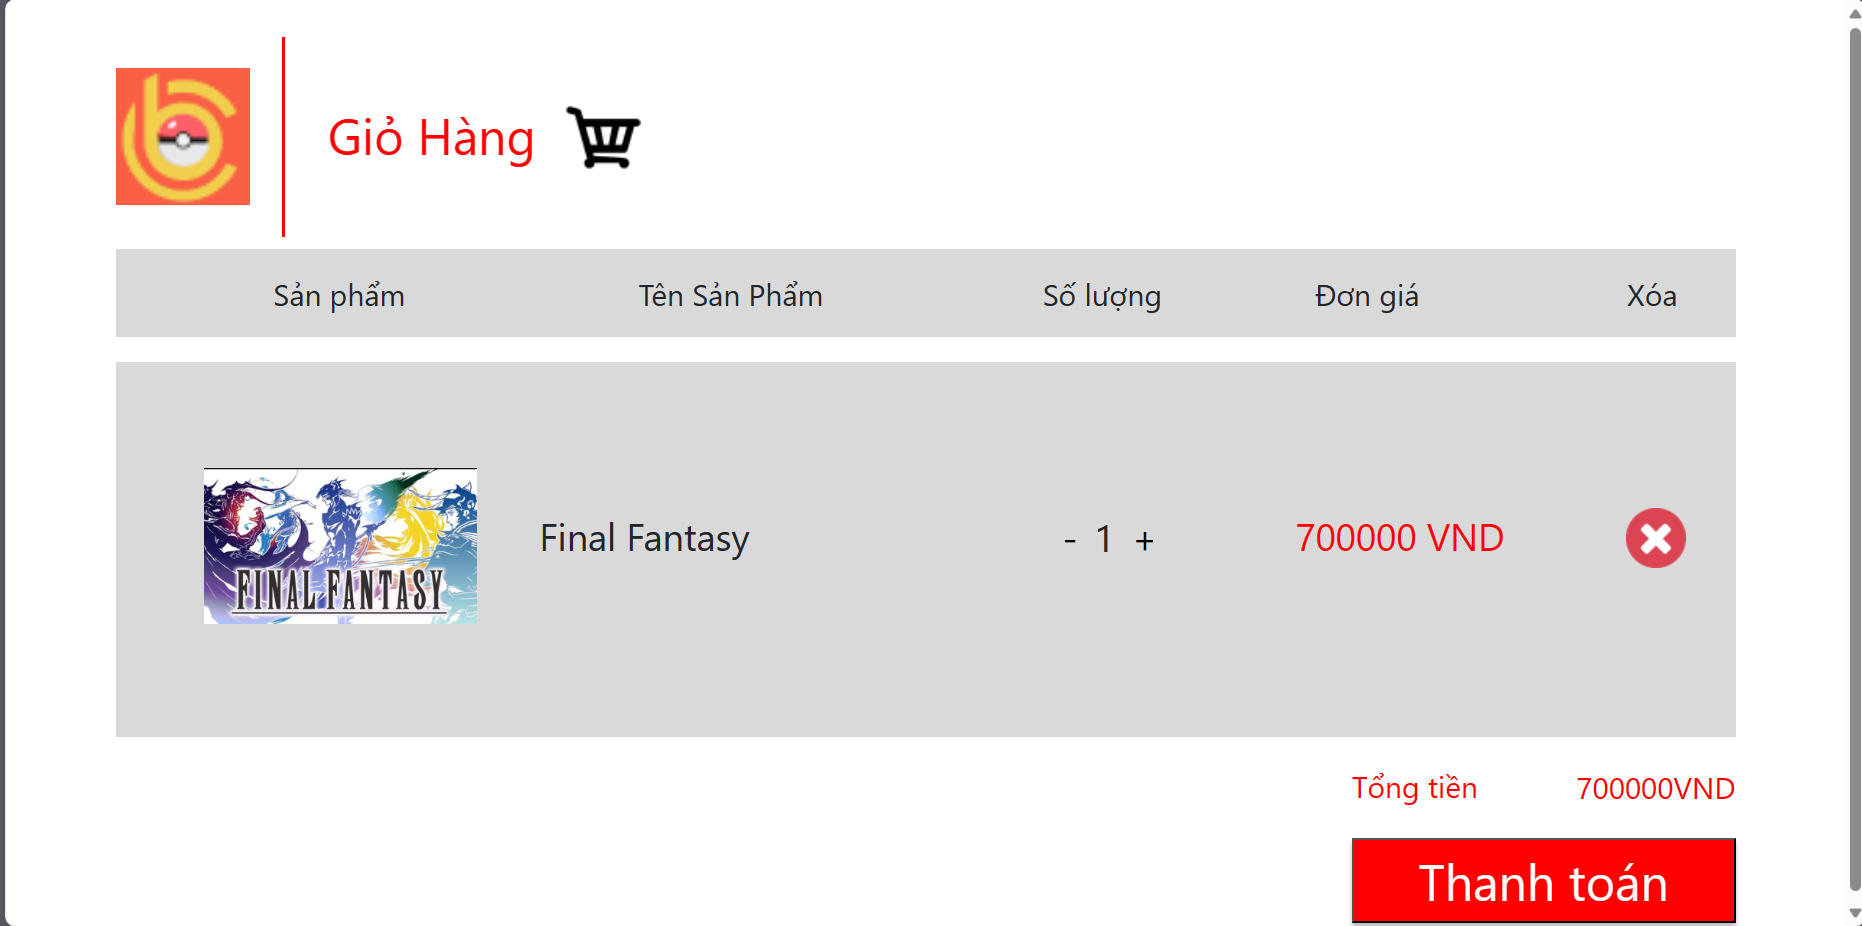 Giỏ Hàng
Sản phẩm Tên Sản Phẩm Số lượng Đơn giá Xóa
FINAL FANTASY
Final Fantasy - 1 + 700000 VND
Tổng tiền 700000VND
Thanh toán